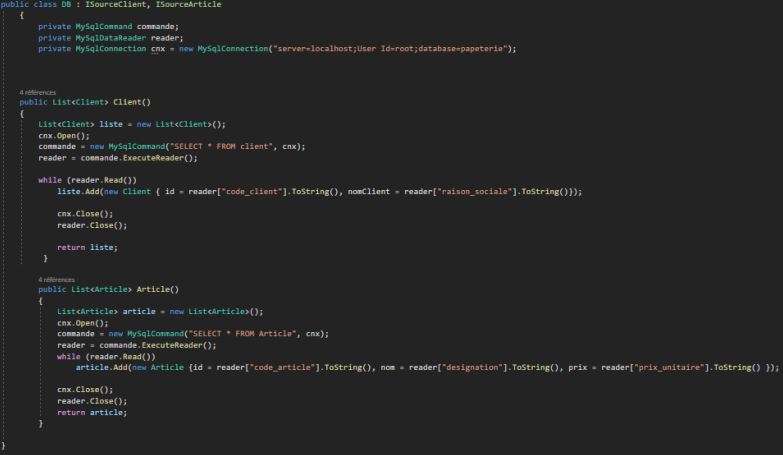 public class DB : ISourceClient, ISourceArticle
{
private MySqlCommand commande;
private MySqlDataReader reader;
private MySqlConnection cnx = new MySqlConnection("server=localhost;User Id=root;database=papeterie");
4 références
public List<Client> Client()
{
List<Client> liste = new List<Client>();
cnx.Open();
commande = new MySqlCommand("SELECT * FROM client", cnx);
reader = commande.ExecuteReader();
while (reader.Read())
liste.Add(new Client { id = reader["code_client"].ToString(), nomClient = reader["raison_sociale"].ToString()});
cnx.Close();
reader.Close();
return liste;
}
4 références
public List<Article> Article()
{
List<Article> article = new List<Article>();
cnx.Open();
commande = new MySqlCommand("SELECT * FROM Article", cnx);
reader = commande.ExecuteReader();
while (reader.Read())
article.Add(new Article {id = reader["code_article"].ToString(), nom = reader["designation"].ToString(), prix = reader["prix_unitaire"].ToString() });
cnx.Close();
reader.Close();
return article;
}
}